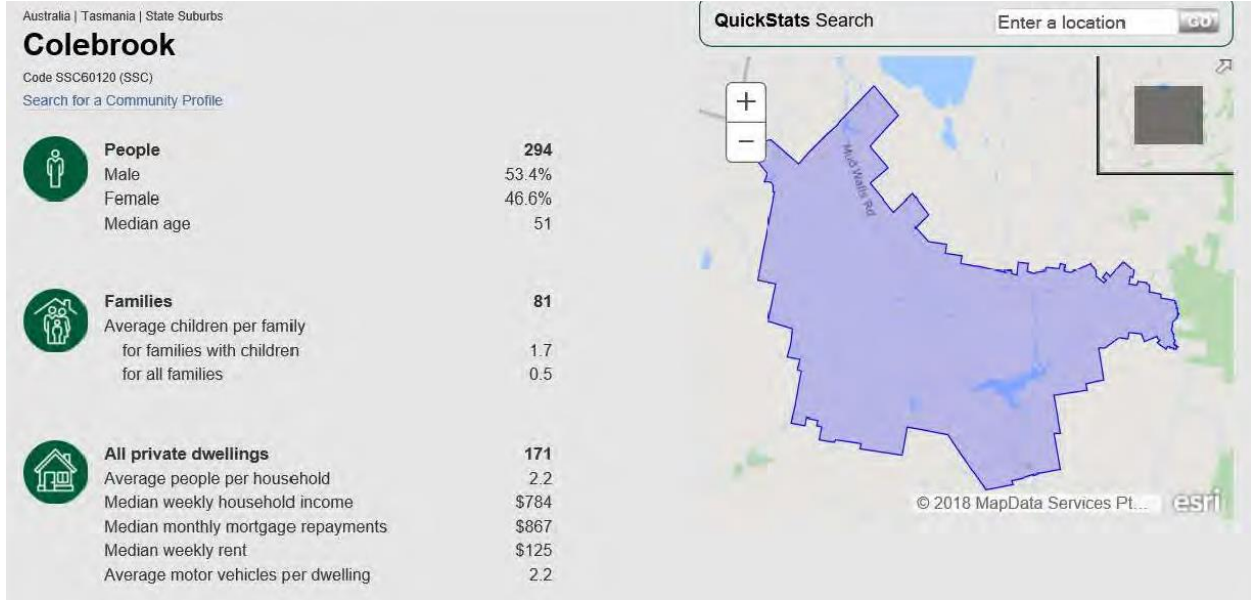 Australia | Tasmania | State Suburbs
Colebrook
Code SSC60120 (SSC)
Search for a Community Profile
People 294
Male 53.4%
Female 46.6%
Median age 51
Families 81
Average children per family
for families with children 1.7
for all families 0.5
All private dwellings 171
Average people per household 2.2
Median weekly household income $784
Median monthly mortgage repayments $867
Median weekly rent $125
Average motor vehicles per dwelling 2.2
QuickStats Search Enter a location GO
+
−
Mud Walls Rd
© 2018 MapData Services Pt... esri